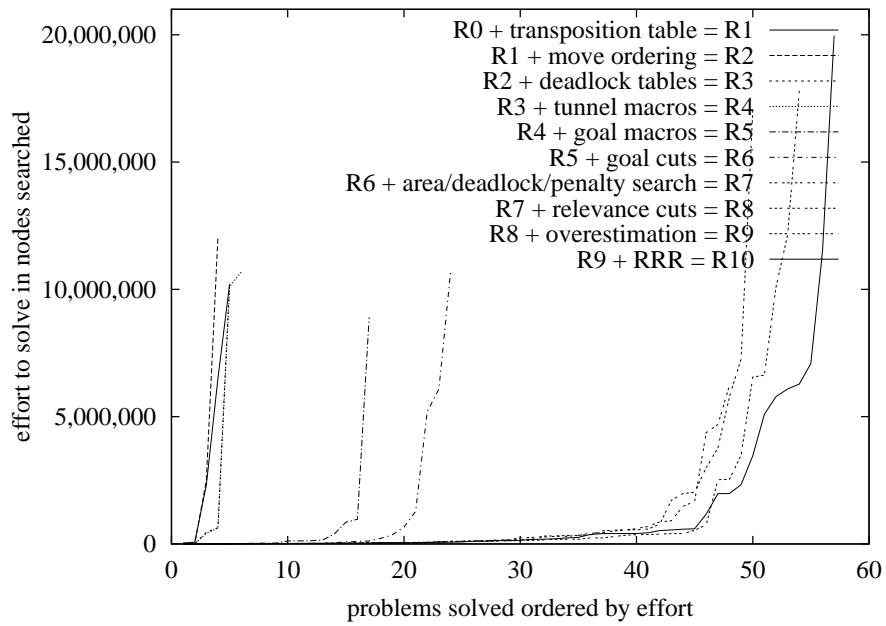 20,000,000
15,000,000
10,000,000
5,000,000
0
effort to solve in nodes searched
R0 + transposition table = R1
R1 + move ordering = R2
R2 + deadlock tables = R3
R3 + tunnel macros = R4
R4 + goal macros = R5
R5 + goal cuts = R6
R6 + area/deadlock/penalty search = R7
R7 + relevance cuts = R8
R8 + overestimation = R9
R9 + RRR = R10
0 10 20 30 40 50 60
problems solved ordered by effort